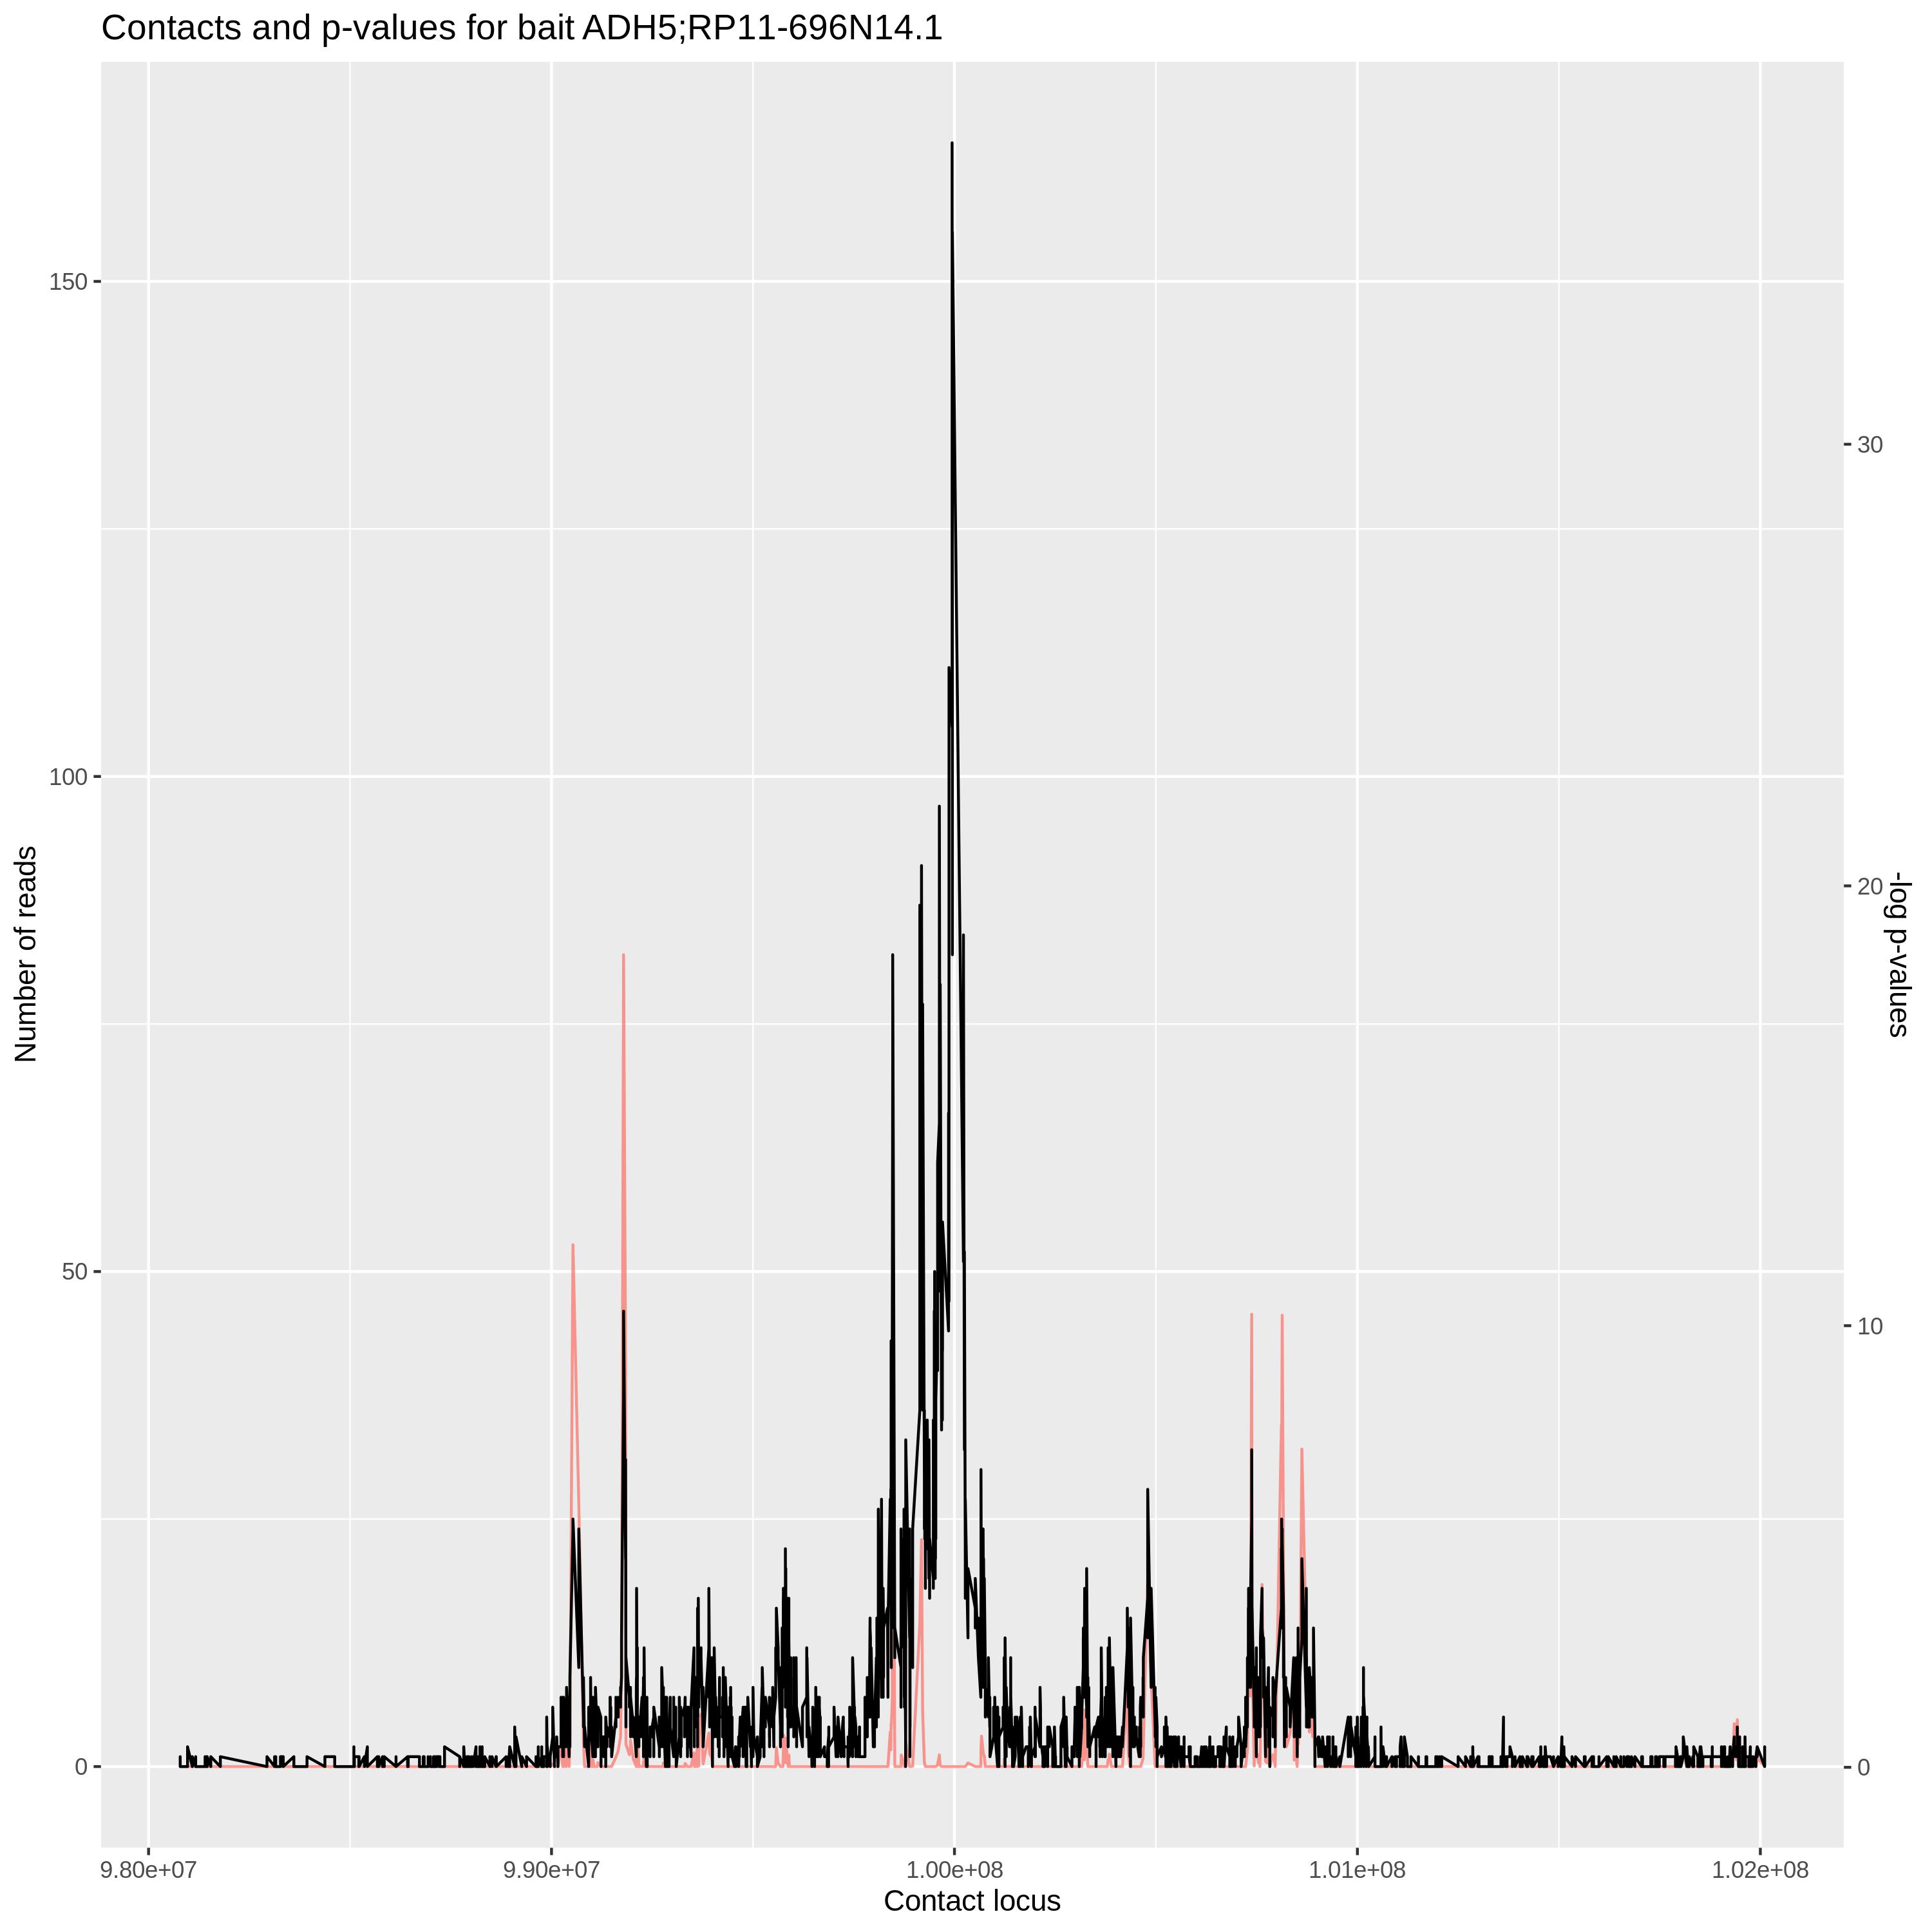 Contacts and p-values for bait ADH5;RP11-696N14.1
Number of reads
150
100
50
0
30
20
10
0
-log p-values
9.80e+07 9.90e+07 1.00e+08 1.01e+08 1.02e+08
Contact locus